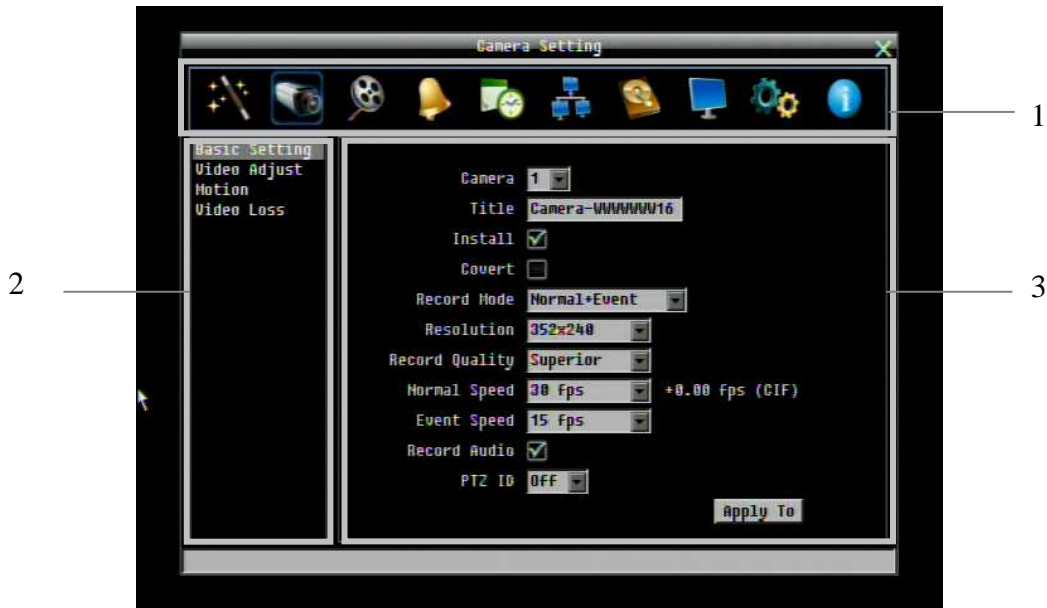 Camera Setting
X
1
Basic Setting
Video Adjust
Motion
Video Loss
2
Camera 1
Title Camera-WWWWWW16
Install
Covert
Record Mode Normal+Event
3
Resolution 352x240
Record Quality Superior
Normal Speed 30 fps +0.00 fps (CIF)
Event Speed 15 fps
Record Audio
PTZ ID Off
Apply To